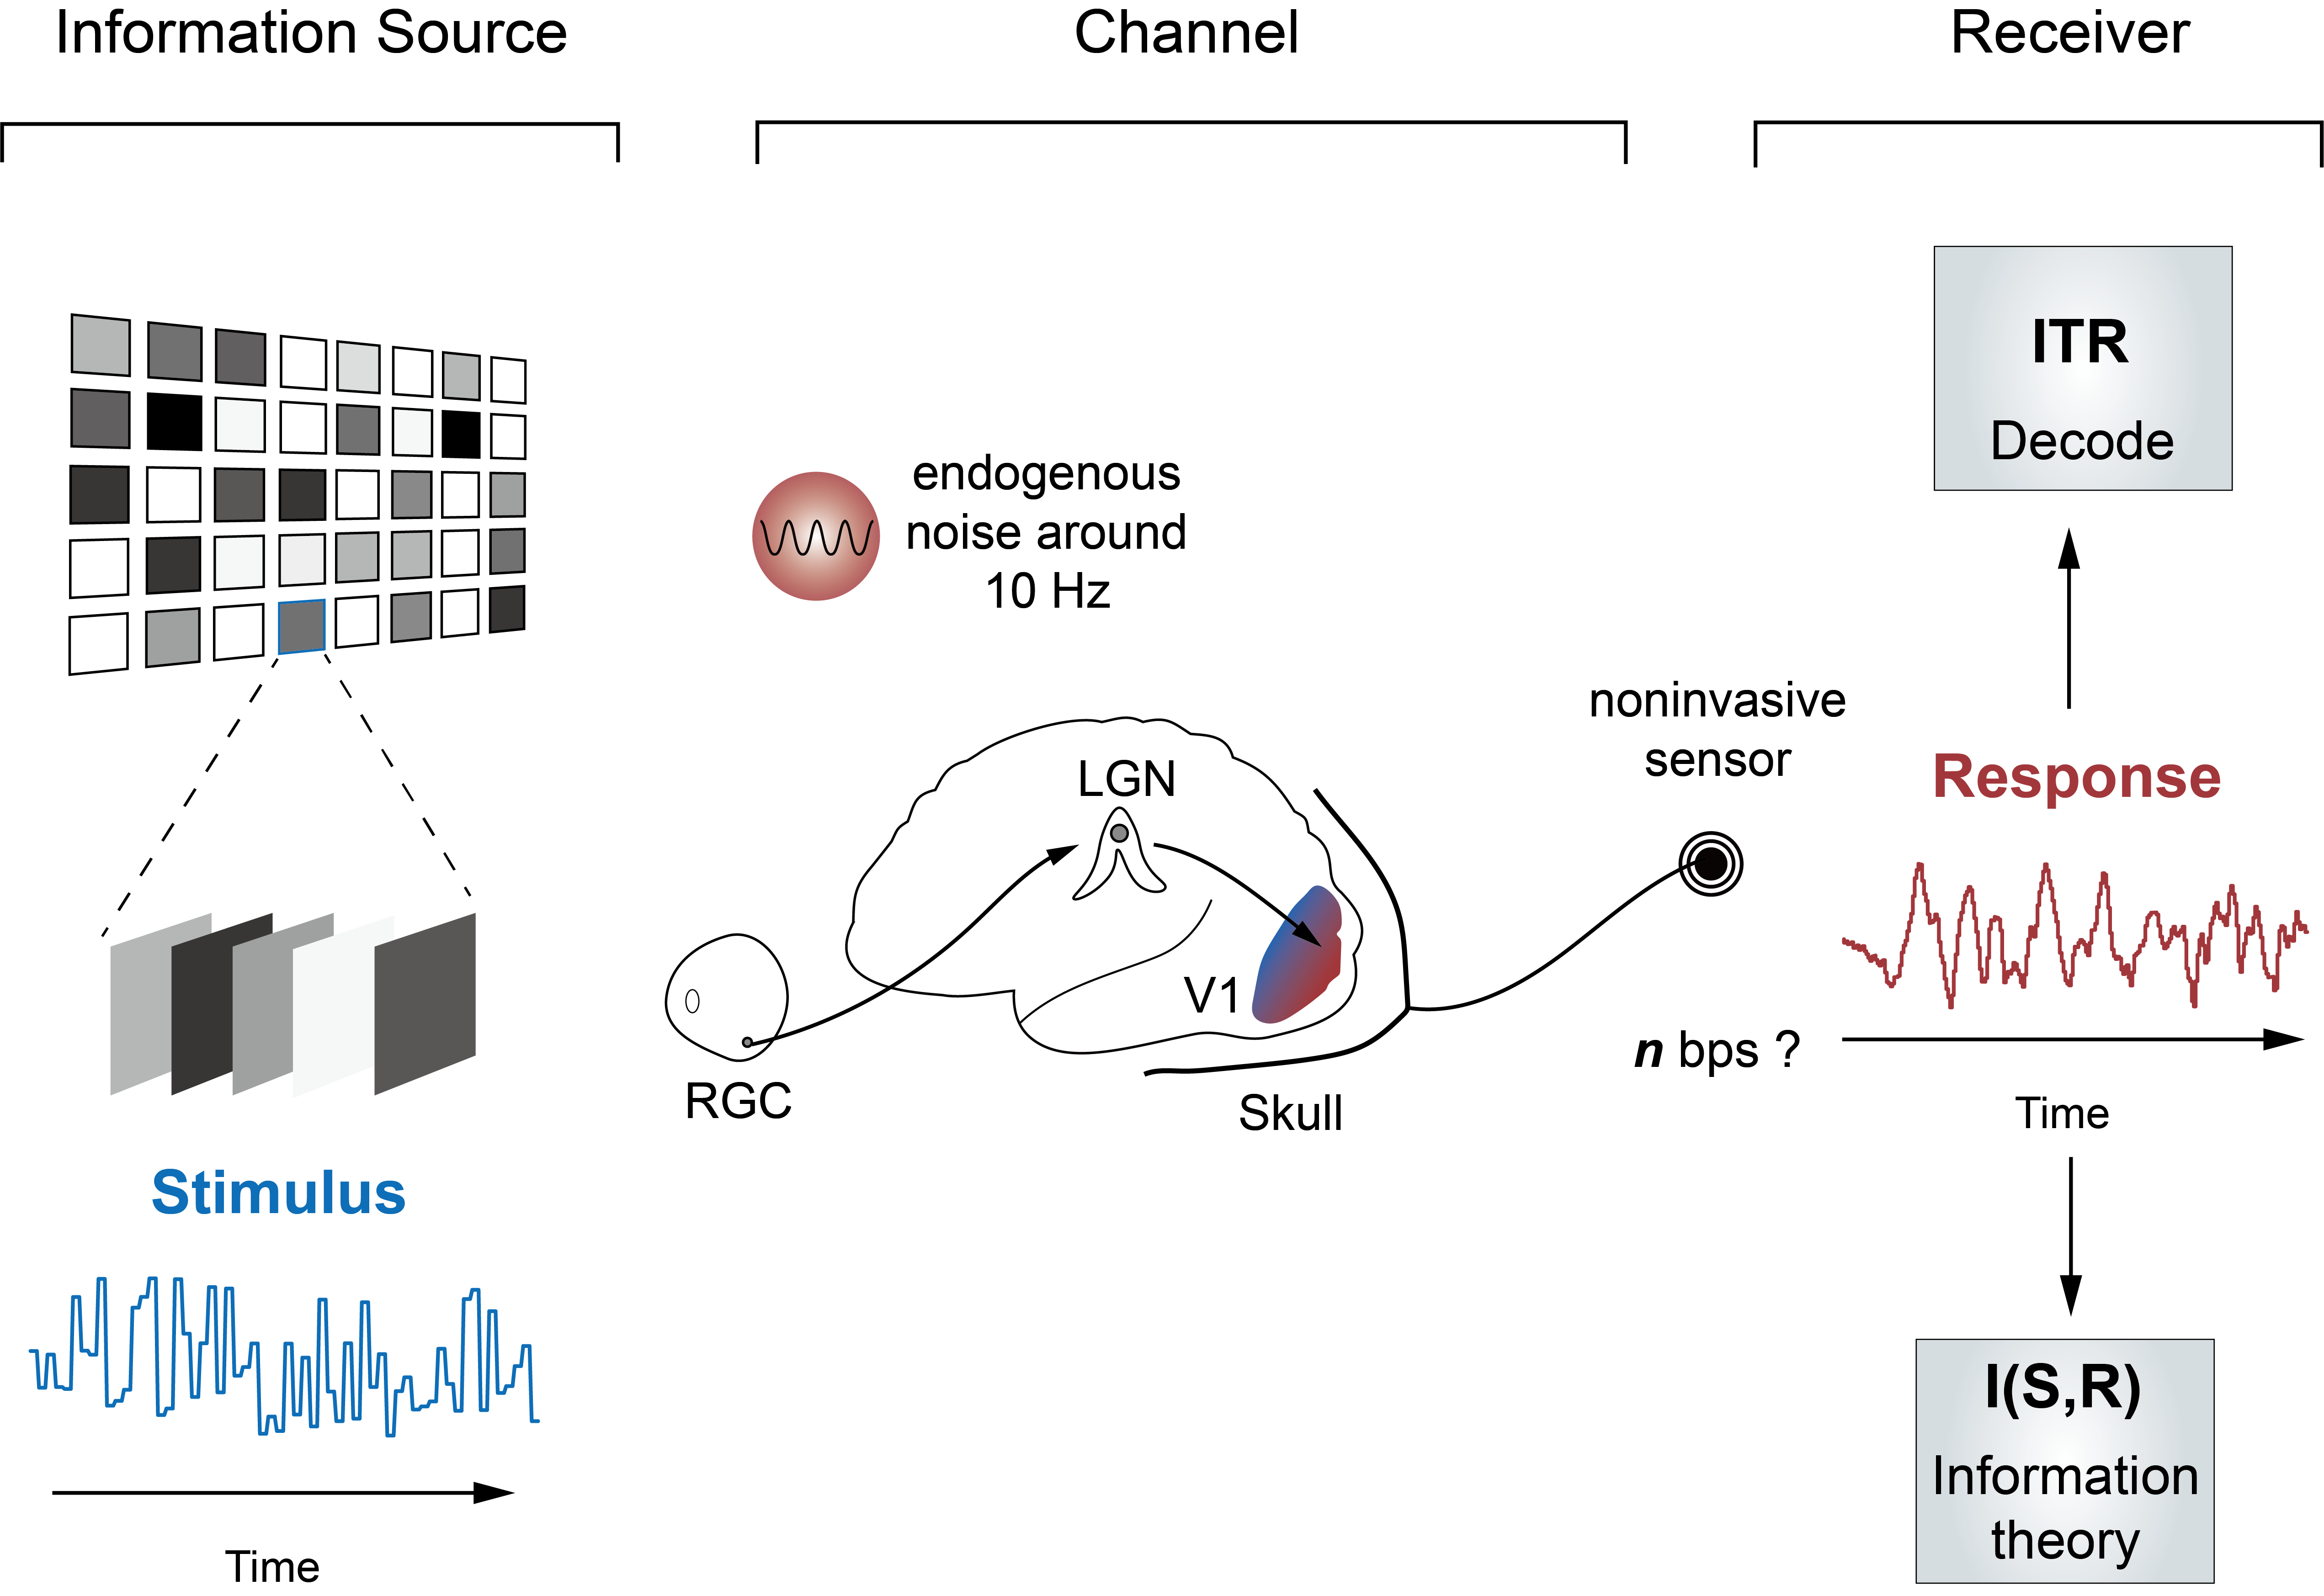 Information Source
Channel
Receiver
ITR
Decode
endogenous
noise around
10 Hz
noninvasive
sensor
LGN
Response
V1
n bps ?
RGC
Skull
Time
Stimulus
I(S,R)
Information
theory
Time